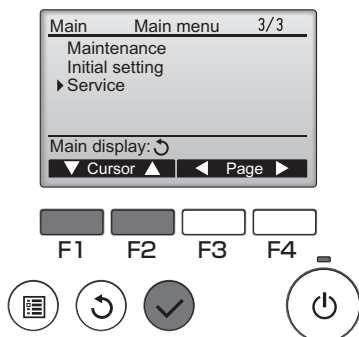 Main Main menu 3/3
Maintenance
Initial setting
Service
Main display:
Cursor Page
F1 F2 F3 F4